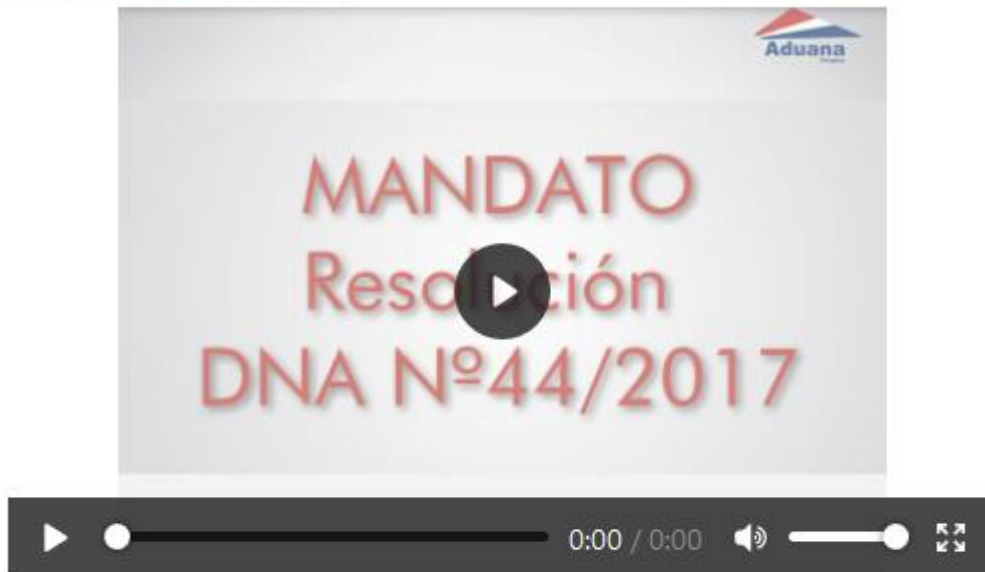 Aduana
MANDATO
Resolución
DNA Nº44/2017
0:00 / 0:00